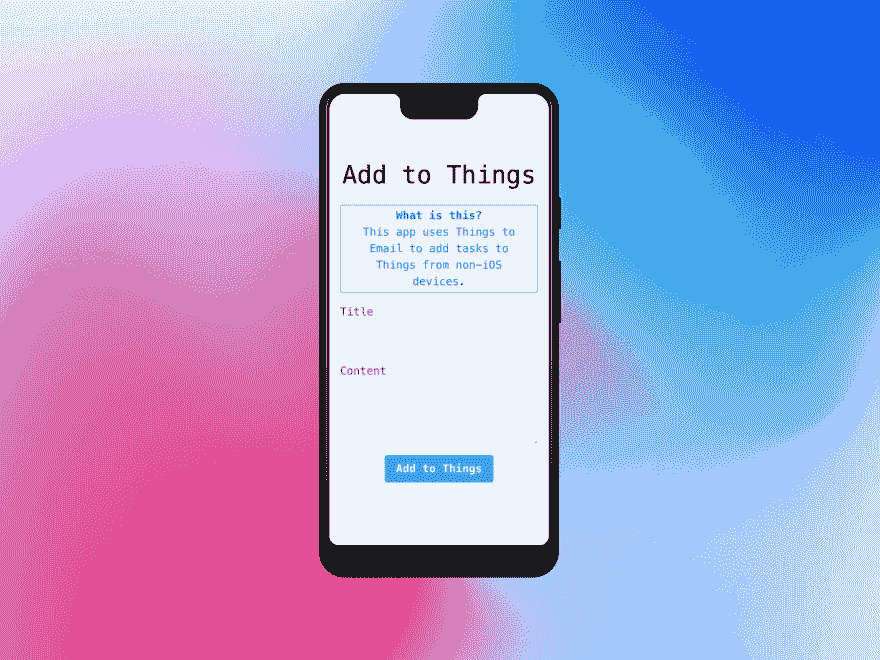 Add to Things
What is this?
This app uses Things to
Email to add tasks to
Things from non-iOS
devices.
Title
Content
Add to Things